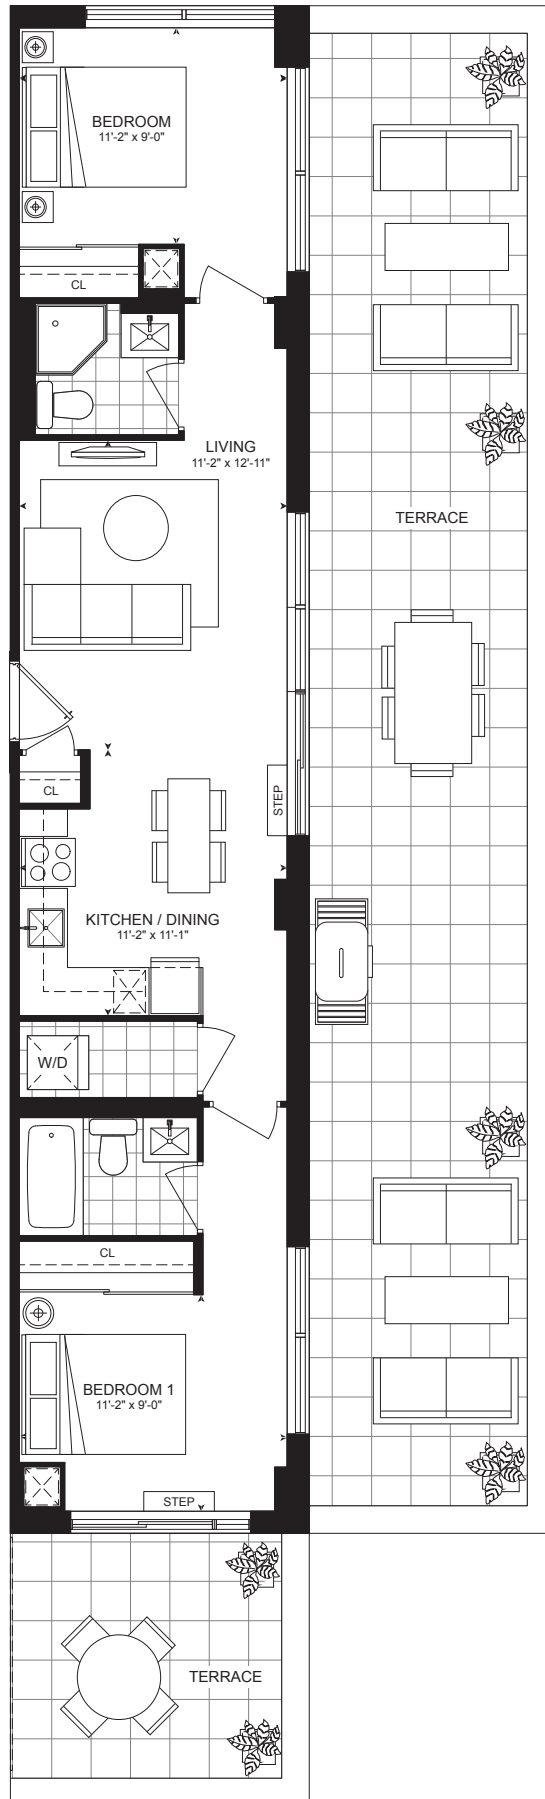 BEDROOM
11'-2" x 9'-0"
CL
LIVING
11'-2" x 12'-11"
TERRACE
CL
STEP
KITCHEN / DINING
11'-2" x 11'-1"
W/D
CL
BEDROOM 1
11'-2" x 9'-0"
STEP
TERRACE